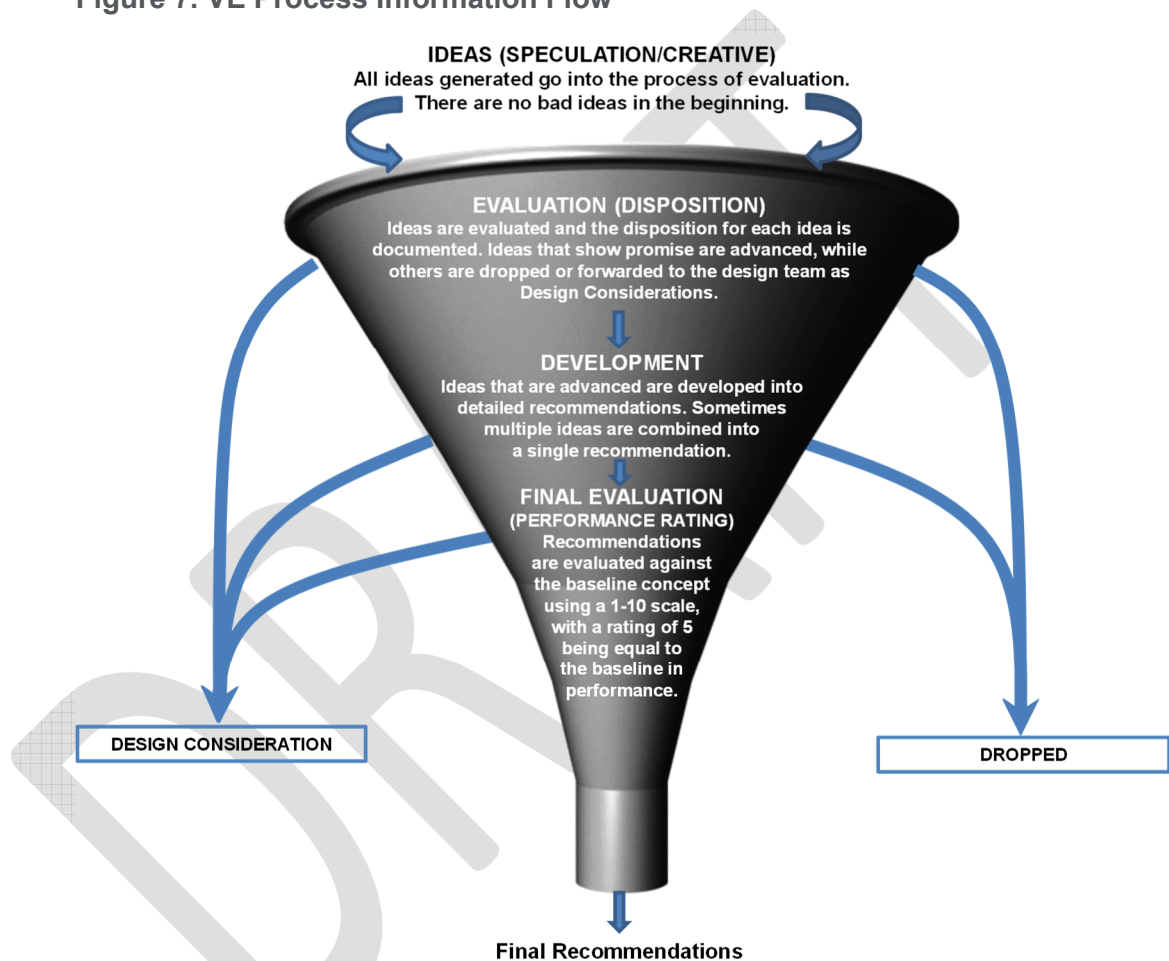 Figure 7: VE Process Information Flow
IDEAS (SPECULATION/CREATIVE)
All ideas generated go into the process of evaluation.
There are no bad ideas in the beginning.
EVALUATION (DISPOSITION)
Ideas are evaluated and the disposition for each idea is
documented. Ideas that show promise are advanced, while
others are dropped or forwarded to the design team as
Design Considerations.
DEVELOPMENT
Ideas that are advanced are developed into
detailed recommendations. Sometimes
multiple ideas are combined into
a single recommendation.
FINAL EVALUATION
(PERFORMANCE RATING)
Recommendations
are evaluated against
the baseline concept
using a 1-10 scale,
with a rating of 5
being equal to
the baseline in
performance.
DESIGN CONSIDERATION
DROPPED
Final Recommendations
DRAFT